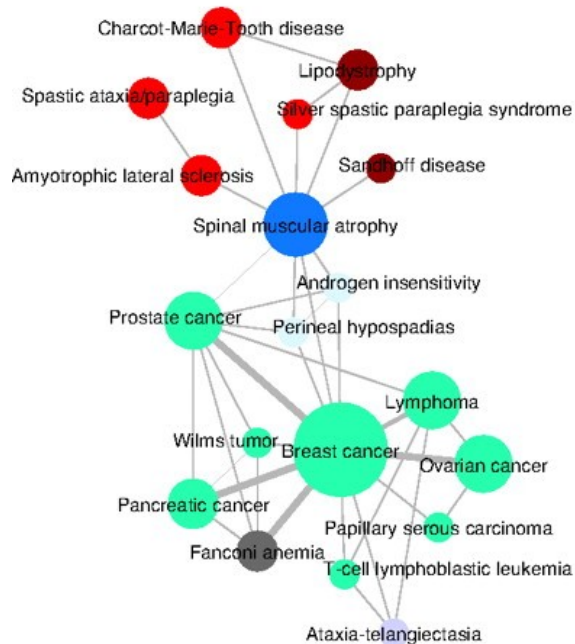 Charcot-Marie-Tooth disease
Lipodystrophy
Spastic ataxia/paraplegia
Silver spastic paraplegia syndrome
Sandhoff disease
Amyotrophic lateral sclerosis
Spinal muscular atrophy
Androgen insensitivity
Prostate cancer
Perineal hypospadias
Lymphoma
Wilms tumor
Breast cancer
Ovarian cancer
Pancreatic cancer
Papillary serous carcinoma
Fanconi anemia
T-cell lymphoblastic leukemia
Ataxia-telangiectasia